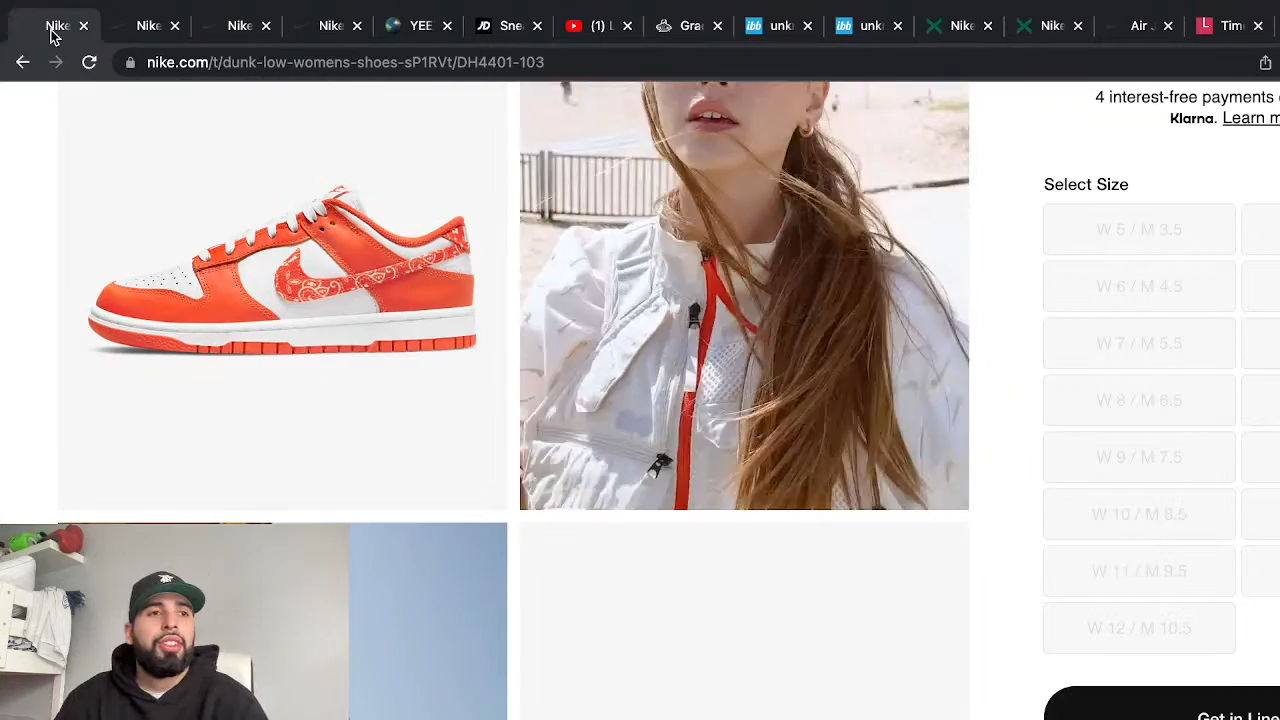 Nike Nike Nike Nike YEE Sne (1) L Gra unk unk Nike Nike Air Time
nike.com/t/dunk-low-womens-shoes-sP1RVt/DH4401-103
4 interest-free payments
Klarna. Learn m
Select Size
W 5 / M 3.5
W 6 / M 4.5
W 7 / M 5.5
W 8 / M 6.5
W 9 / M 7.5
W 10 / M 8.5
W 11 / M 9.5
W 12 / M 10.5
Get in Line